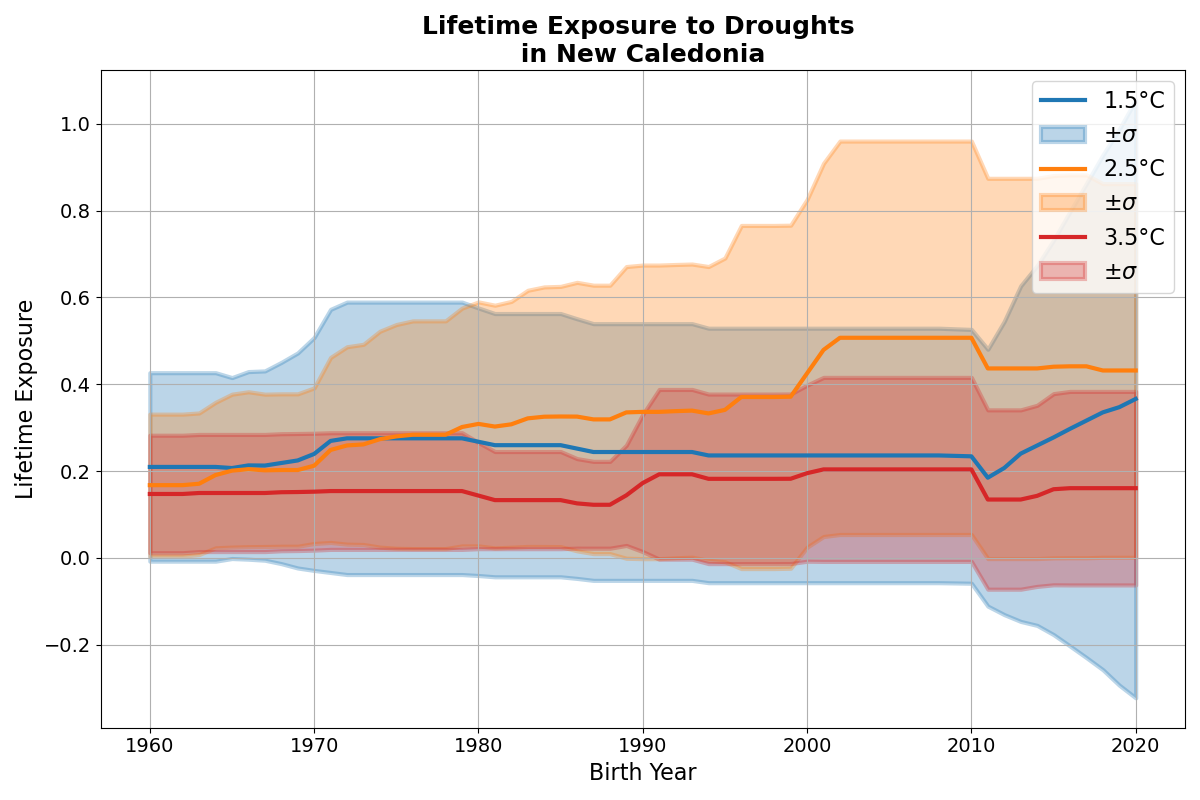 Lifetime Exposure to Droughts
in New Caledonia
1.5°C
±σ
2.5°C
±σ
3.5°C
±σ
Lifetime Exposure
1.0
0.8
0.6
0.4
0.2
0.0
−0.2
1960 1970 1980 1990 2000 2010 2020
Birth Year